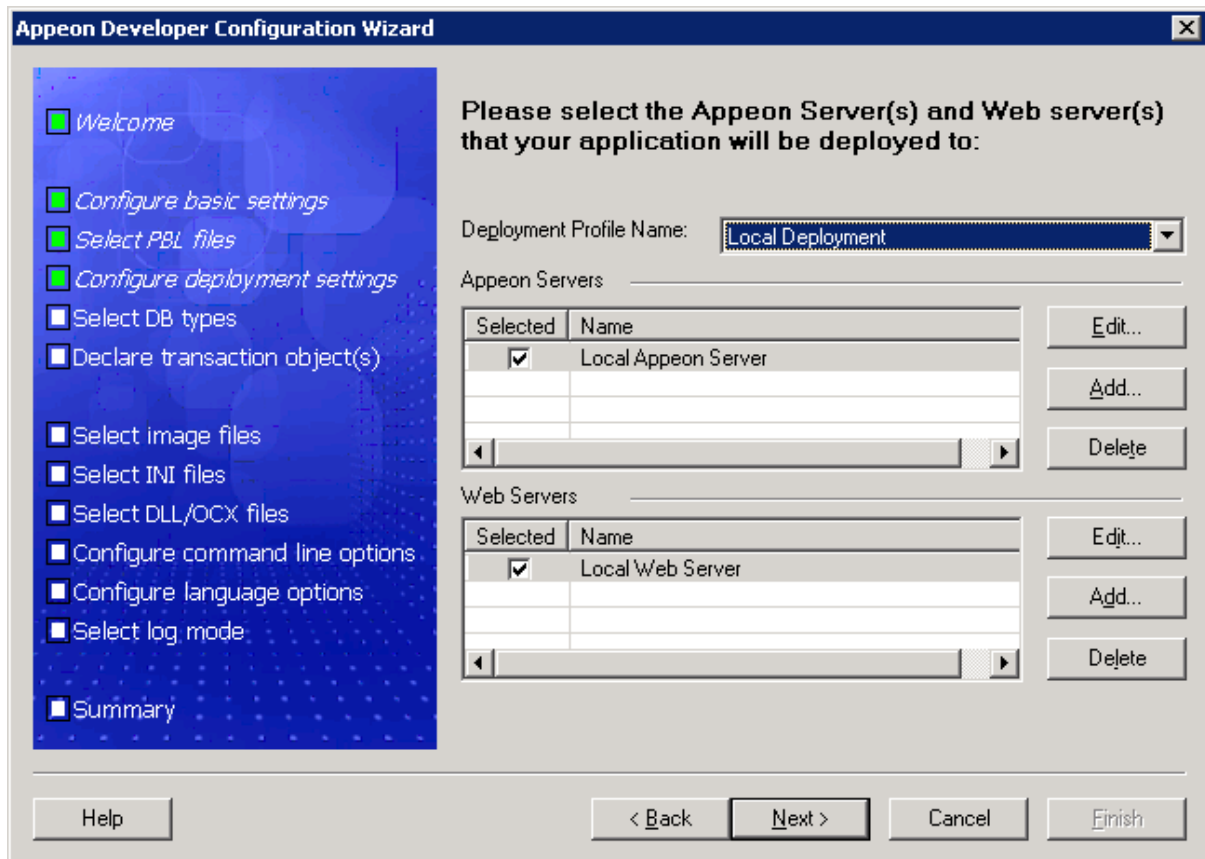 Appeon Developer Configuration Wizard
Welcome
Configure basic settings
Select PBL files
Configure deployment settings
Select DB types
Declare transaction object(s)
Select image files
Select INI files
Select DLL/OCX files
Configure command line options
Configure language options
Select log mode
Summary
Please select the Appeon Server(s) and Web server(s)
that your application will be deployed to:
Deployment Profile Name: Local Deployment
Appeon Servers
Selected Name
Local Appeon Server
Edit...
Add...
Delete
Web Servers
Selected Name
Local Web Server
Edit...
Add...
Delete
Help < Back Next > Cancel Finish